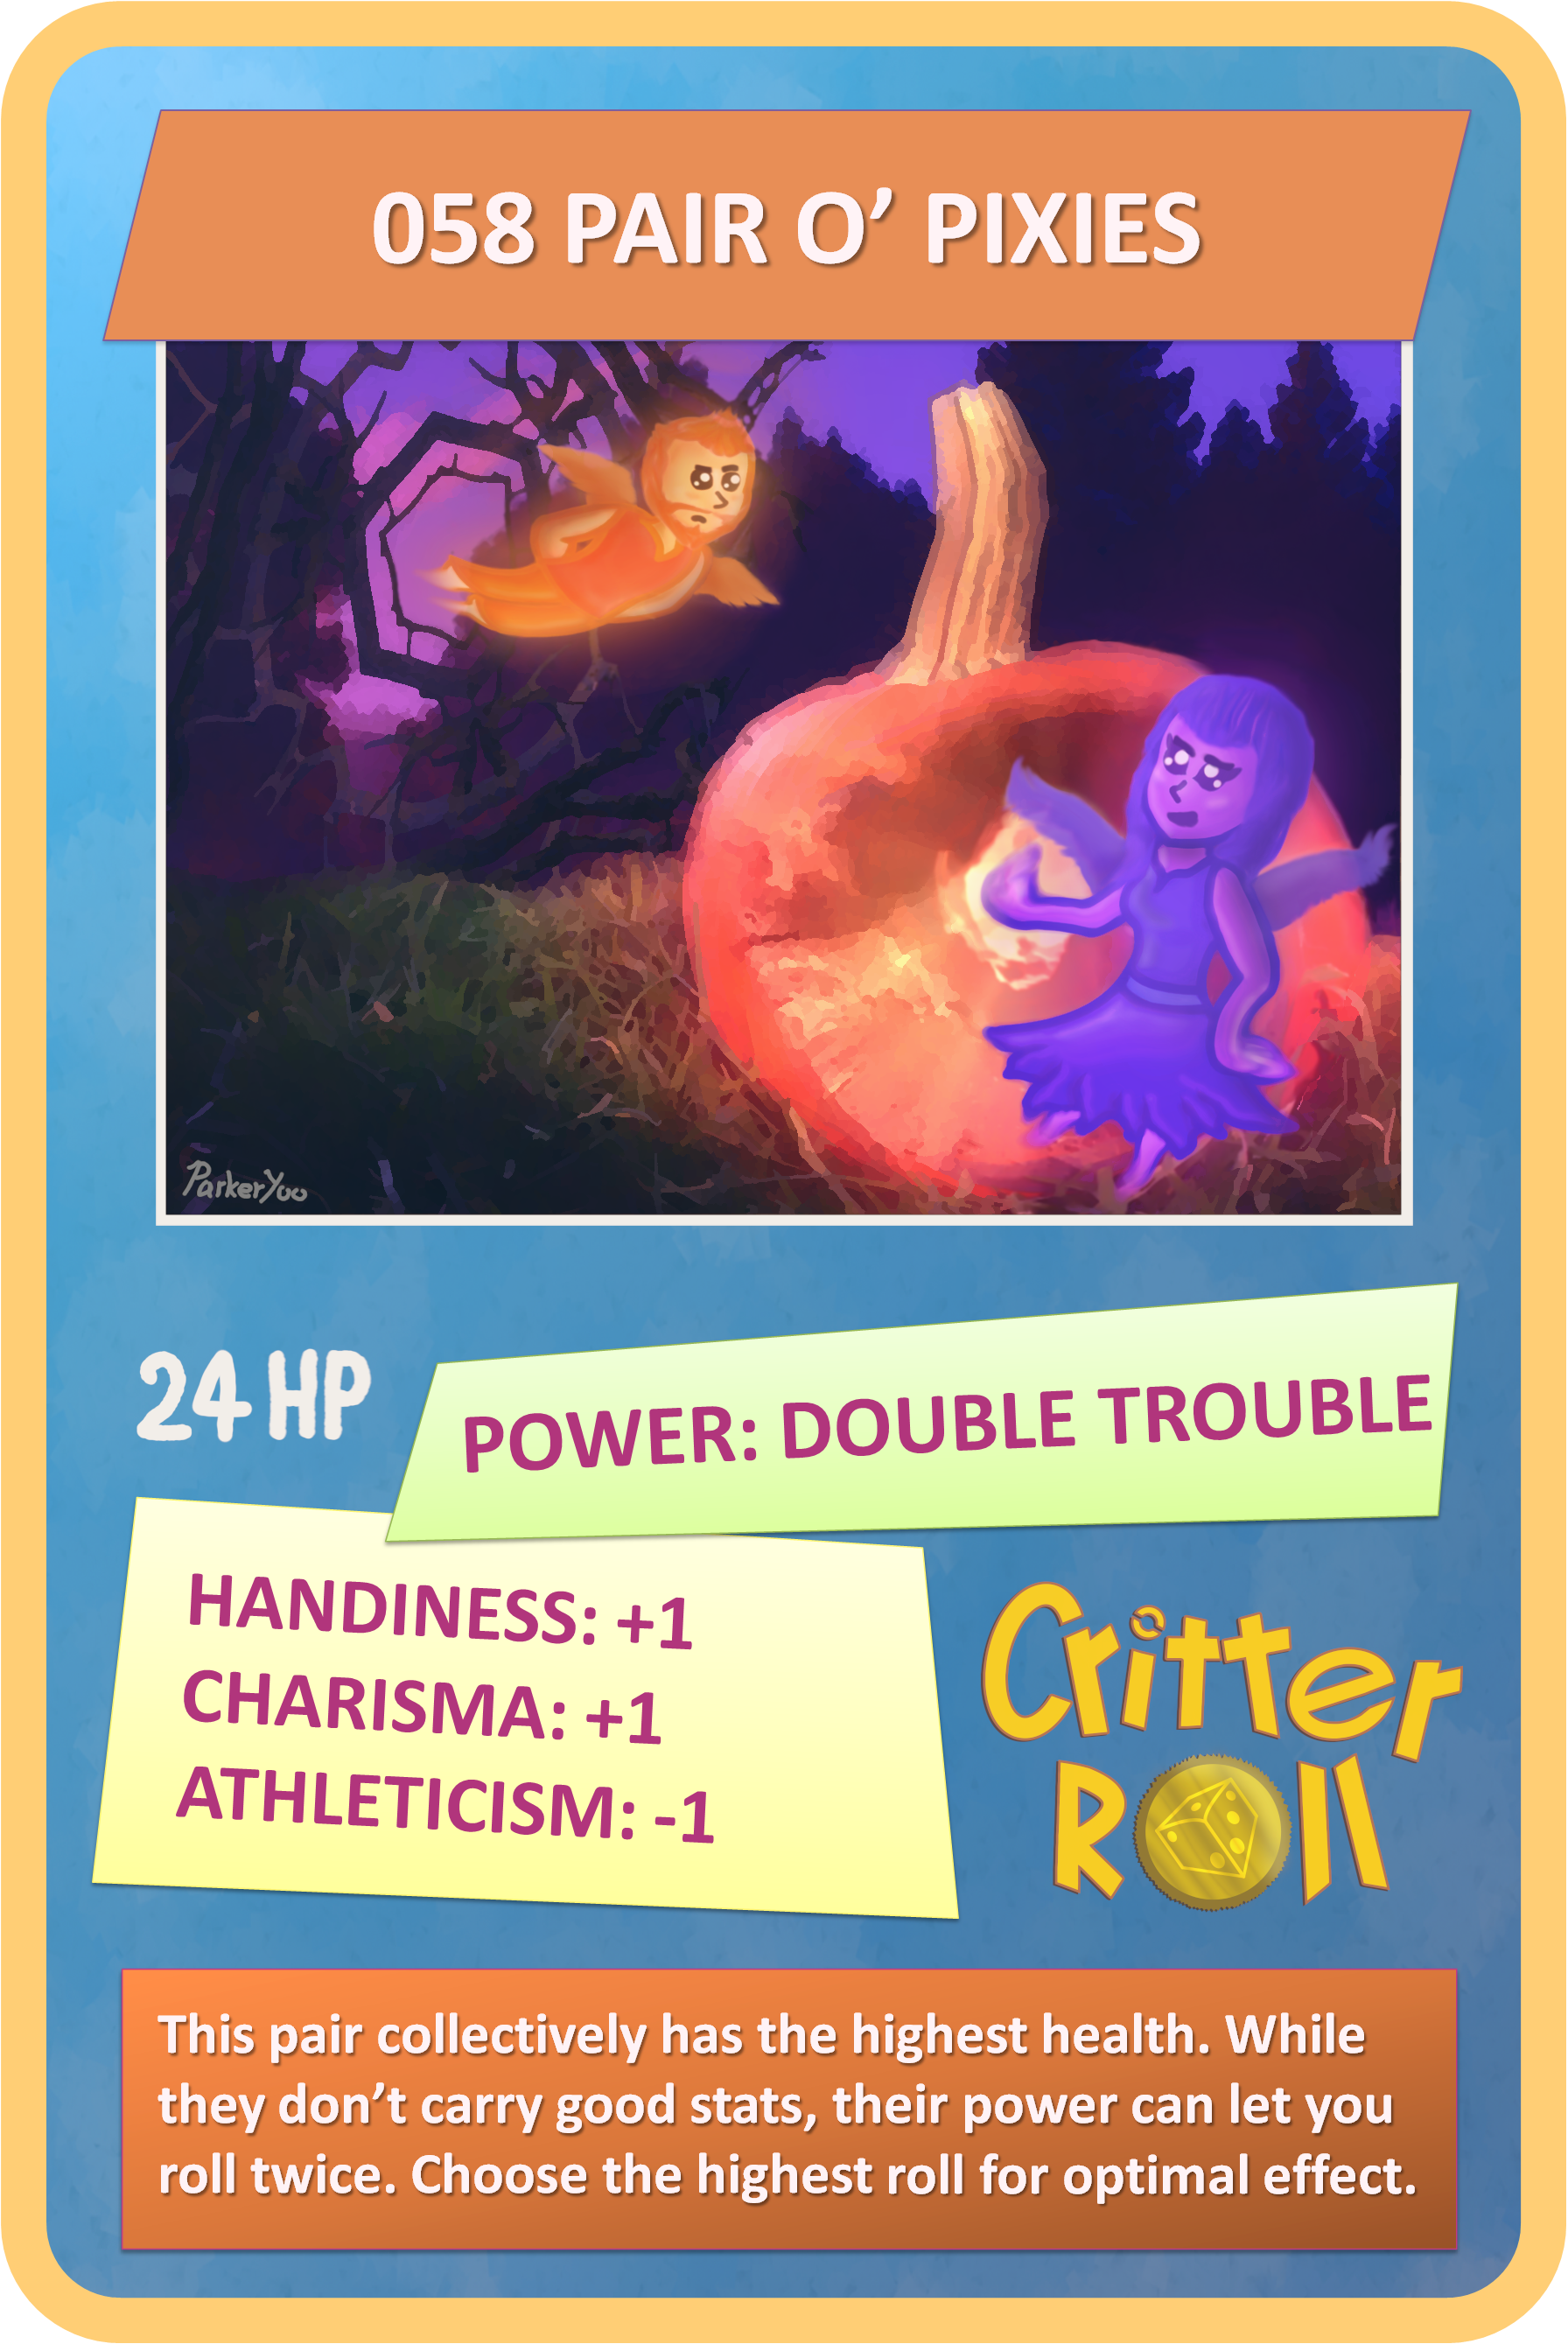 058 PAIR O’ PIXIES
ParkerYoo
24 HP
POWER: DOUBLE TROUBLE
HANDINESS: +1
CHARISMA: +1
ATHLETICISM: -1
Critter
Roll
This pair collectively has the highest health. While
they don’t carry good stats, their power can let you
roll twice. Choose the highest roll for optimal effect.